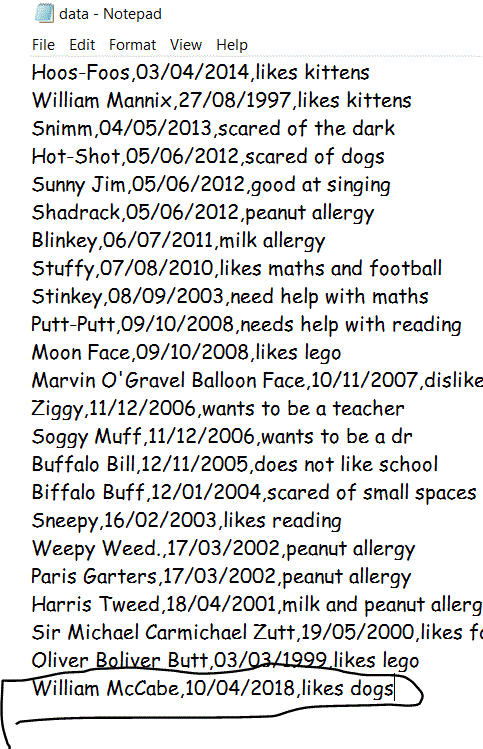 data - Notepad
File Edit Format View Help
Hoos-Foos,03/04/2014,likes kittens
William Mannix,27/08/1997,likes kittens
Snimm,04/05/2013,scared of the dark
Hot-Shot,05/06/2012,scared of dogs
Sunny Jim,05/06/2012,good at singing
Shadrack,05/06/2012,peanut allergy
Blinkey,06/07/2011,milk allergy
Stuffy,07/08/2010,likes maths and football
Stinkey,08/09/2003,need help with maths
Putt-Putt,09/10/2008,needs help with reading
Moon Face,09/10/2008,likes lego
Marvin O'Gravel Balloon Face,10/11/2007,dislike
Ziggy,11/12/2006,wants to be a teacher
Soggy Muff,11/12/2006,wants to be a dr
Buffalo Bill,12/11/2005,does not like school
Biffalo Buff,12/01/2004,scared of small spaces
Sneepy,16/02/2003,likes reading
Weepy Weed.,17/03/2002,peanut allergy
Paris Garters,17/03/2002,peanut allergy
Harris Tweed,18/04/2001,milk and peanut allerg
Sir Michael Carmichael Zutt,19/05/2000,likes fo
Oliver Boliver Butt,03/03/1999,likes lego
William McCabe,10/04/2018,likes dogs